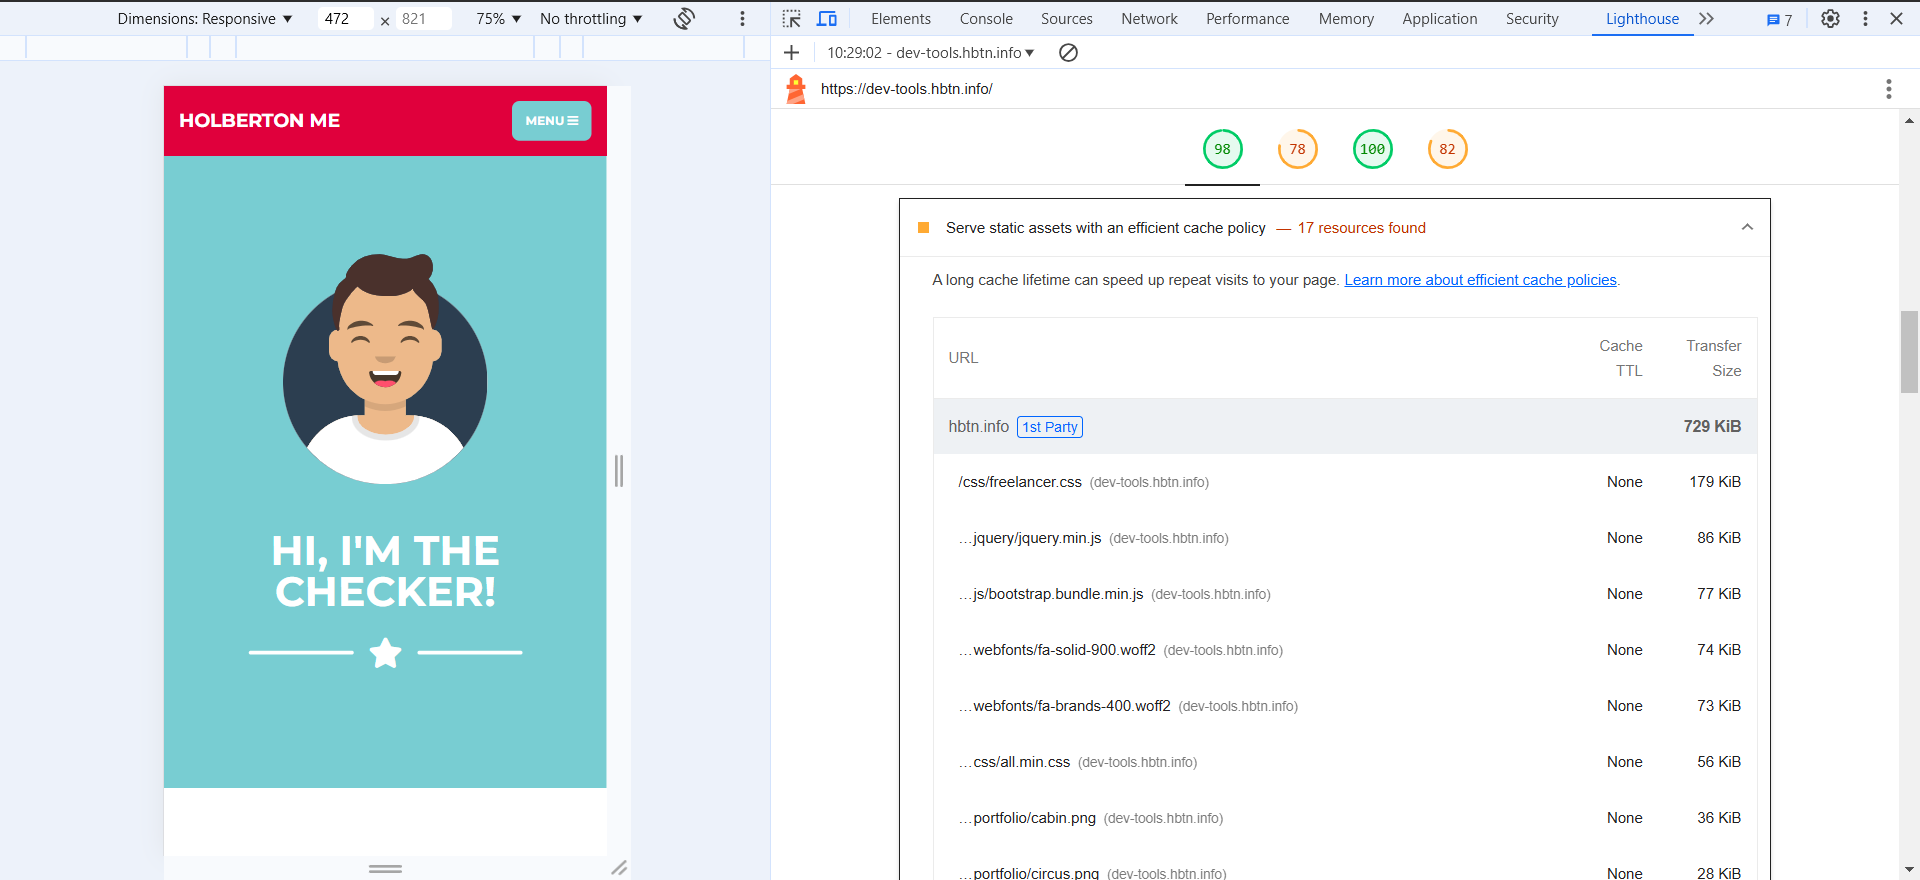 Dimensions: Responsive ▼ 472 × 821 75% ▼ No throttling ▼
Elements Console Sources Network Performance Memory Application Security Lighthouse 7
10:29:02 - dev-tools.hbtn.info ▼
https://dev-tools.hbtn.info/
98 78 100 82
HOLBERTON ME
MENU
HI, I'M THE
CHECKER!
Serve static assets with an efficient cache policy — 17 resources found
A long cache lifetime can speed up repeat visits to your page. Learn more about efficient cache policies.
URL
Cache
TTL
Transfer
Size
hbtn.info 1st Party 729 KiB
/css/freelancer.css (dev-tools.hbtn.info) None 179 KiB
…jquery/jquery.min.js (dev-tools.hbtn.info) None 86 KiB
…js/bootstrap.bundle.min.js (dev-tools.hbtn.info) None 77 KiB
…webfonts/fa-solid-900.woff2 (dev-tools.hbtn.info) None 74 KiB
…webfonts/fa-brands-400.woff2 (dev-tools.hbtn.info) None 73 KiB
…css/all.min.css (dev-tools.hbtn.info) None 56 KiB
…portfolio/cabin.png (dev-tools.hbtn.info) None 36 KiB
…portfolio/circus.png (dev-tools.hbtn.info) None 28 KiB